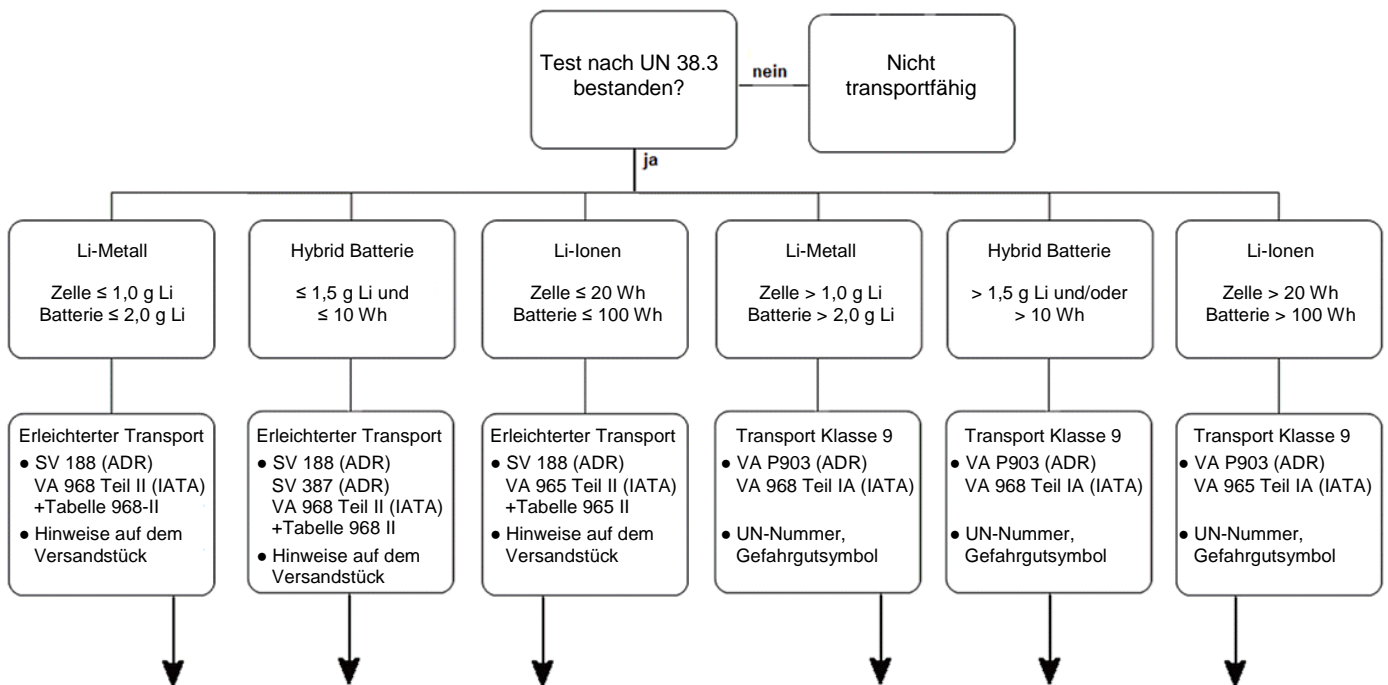 Test nach UN 38.3
bestanden?
nein
Nicht
transportfähig
ja
Li-Metall
Zelle ≤ 1,0 g Li
Batterie ≤ 2,0 g Li
Hybrid Batterie
≤ 1,5 g Li und
≤ 10 Wh
Li-Ionen
Zelle ≤ 20 Wh
Batterie ≤ 100 Wh
Li-Metall
Zelle > 1,0 g Li
Batterie > 2,0 g Li
Hybrid Batterie
> 1,5 g Li und/oder
> 10 Wh
Li-Ionen
Zelle > 20 Wh
Batterie > 100 Wh
Erleichterter Transport
● SV 188 (ADR)
VA 968 Teil II (IATA)
+Tabelle 968-II
● Hinweise auf dem
Versandstück
Erleichterter Transport
● SV 188 (ADR)
SV 387 (ADR)
VA 968 Teil II (IATA)
+Tabelle 968 II
● Hinweise auf dem
Versandstück
Erleichterter Transport
● SV 188 (ADR)
VA 965 Teil II (IATA)
+Tabelle 965 II
● Hinweise auf dem
Versandstück
Transport Klasse 9
● VA P903 (ADR)
VA 968 Teil IA (IATA)
● UN-Nummer,
Gefahrgutsymbol
Transport Klasse 9
● VA P903 (ADR)
VA 968 Teil IA (IATA)
● UN-Nummer,
Gefahrgutsymbol
Transport Klasse 9
● VA P903 (ADR)
VA 965 Teil IA (IATA)
● UN-Nummer,
Gefahrgutsymbol